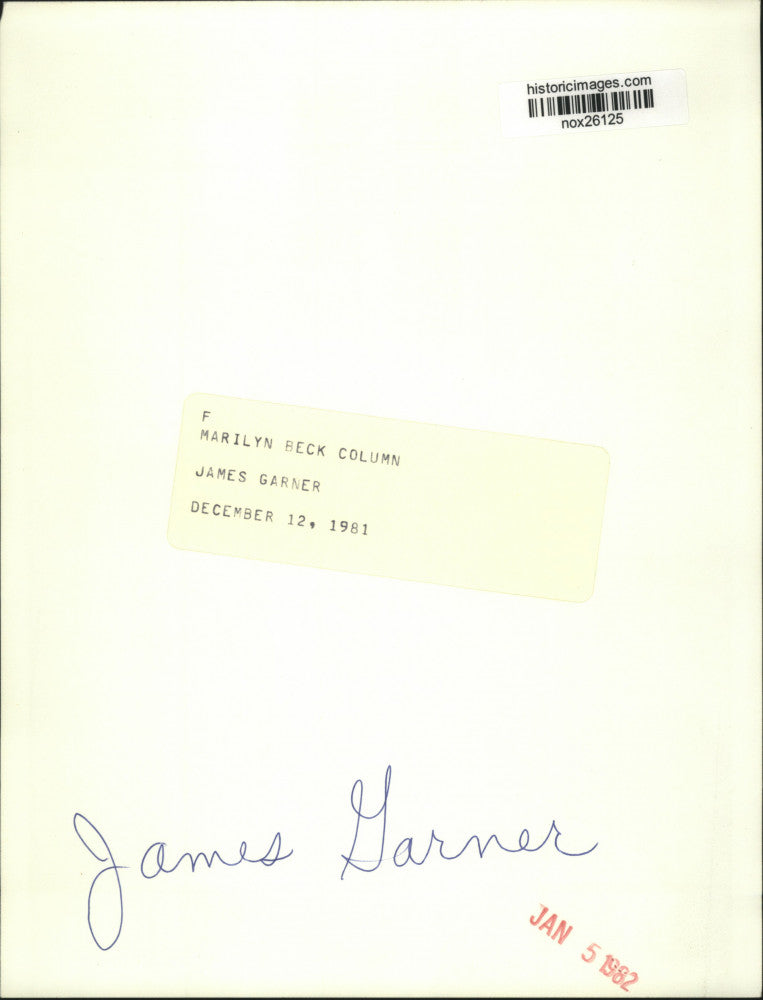 historicimages.com
nox26125
F
MARILYN BECK COLUMN
JAMES GARNER
DECEMBER 12, 1981
James Garner
JAN 5 1982